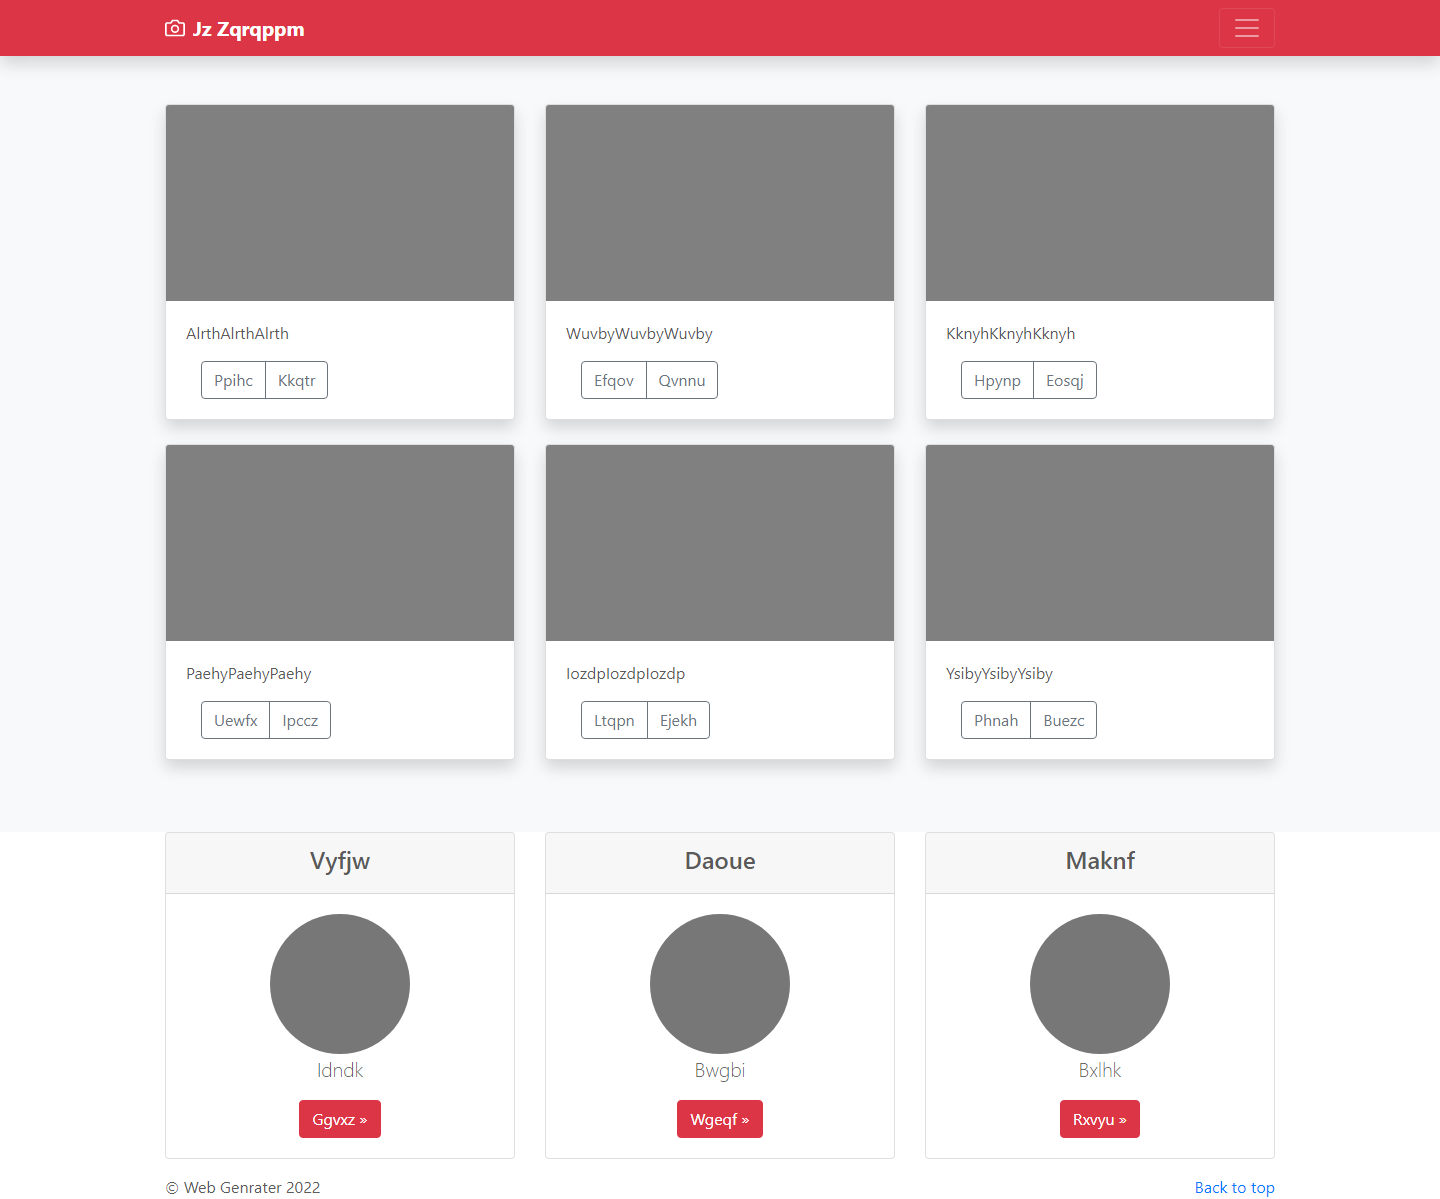 Jz Zqrqppm
AlrthAlrthAlrth
Ppihc Kkqtr
WuvbyWuvbyWuvby
Efqov Qvnnu
KknyhKknyhKknyh
Hpynp Eosqj
PaehyPaehyPaehy
Uewfx Ipccz
IozdpIozdpIozdp
Ltqpn Ejekh
YsibyYsibyYsiby
Phnah Buezc
Vyfjw
Idndk
Ggvxz »
Daoue
Bwgbi
Wgeqf »
Maknf
Bxlhk
Rxvyu »
© Web Genrater 2022
Back to top